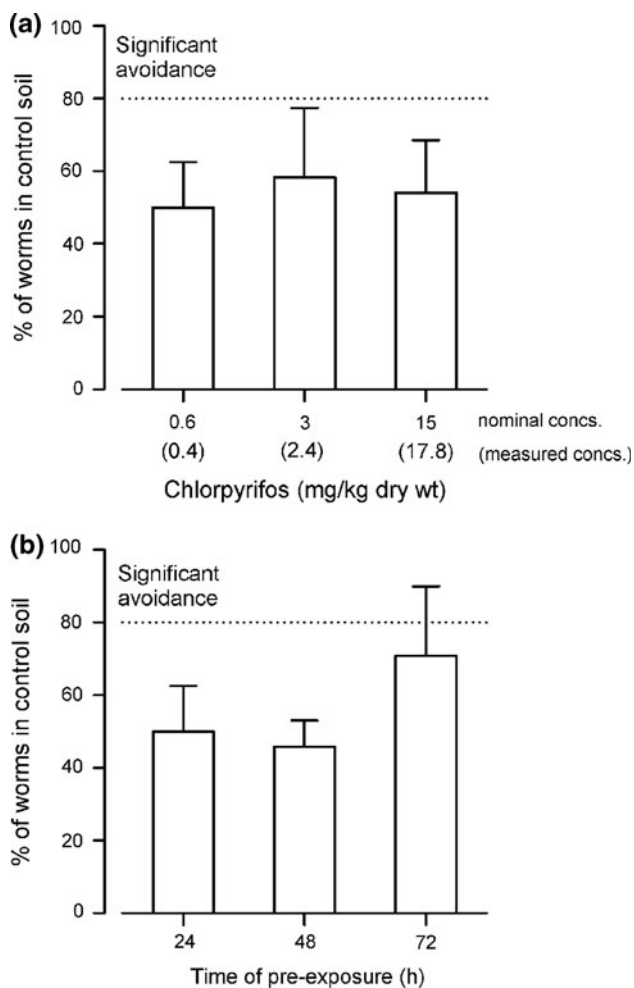 (a)
100
80
60
40
20
0
% of worms in control soil
Significant
avoidance
0.6 3 15 nominal concs.
(0.4) (2.4) (17.8) (measured concs.)
Chlorpyrifos (mg/kg dry wt)
(b)
100
80
60
40
20
0
% of worms in control soil
Significant
avoidance
24 48 72
Time of pre-exposure (h)